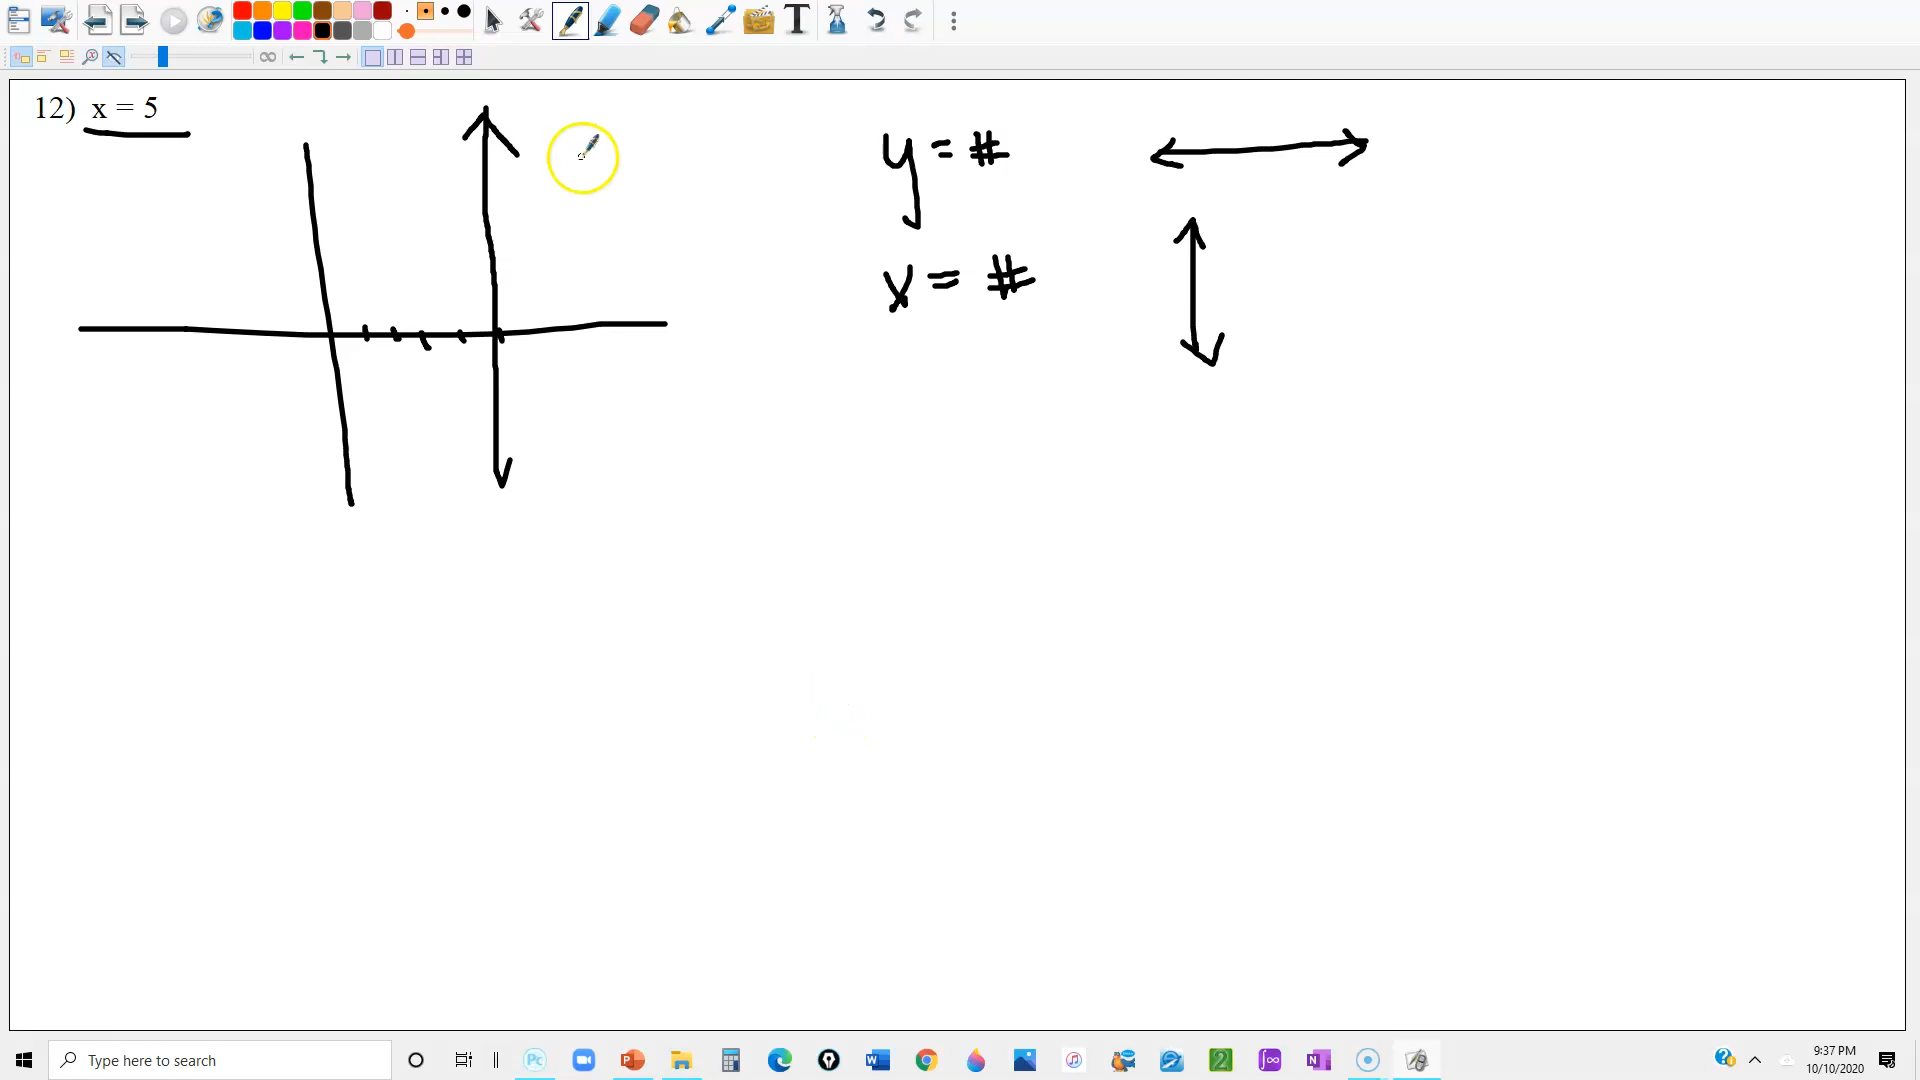 12) x = 5
y = #
x = #
Type here to search
9:37 PM
10/10/2020